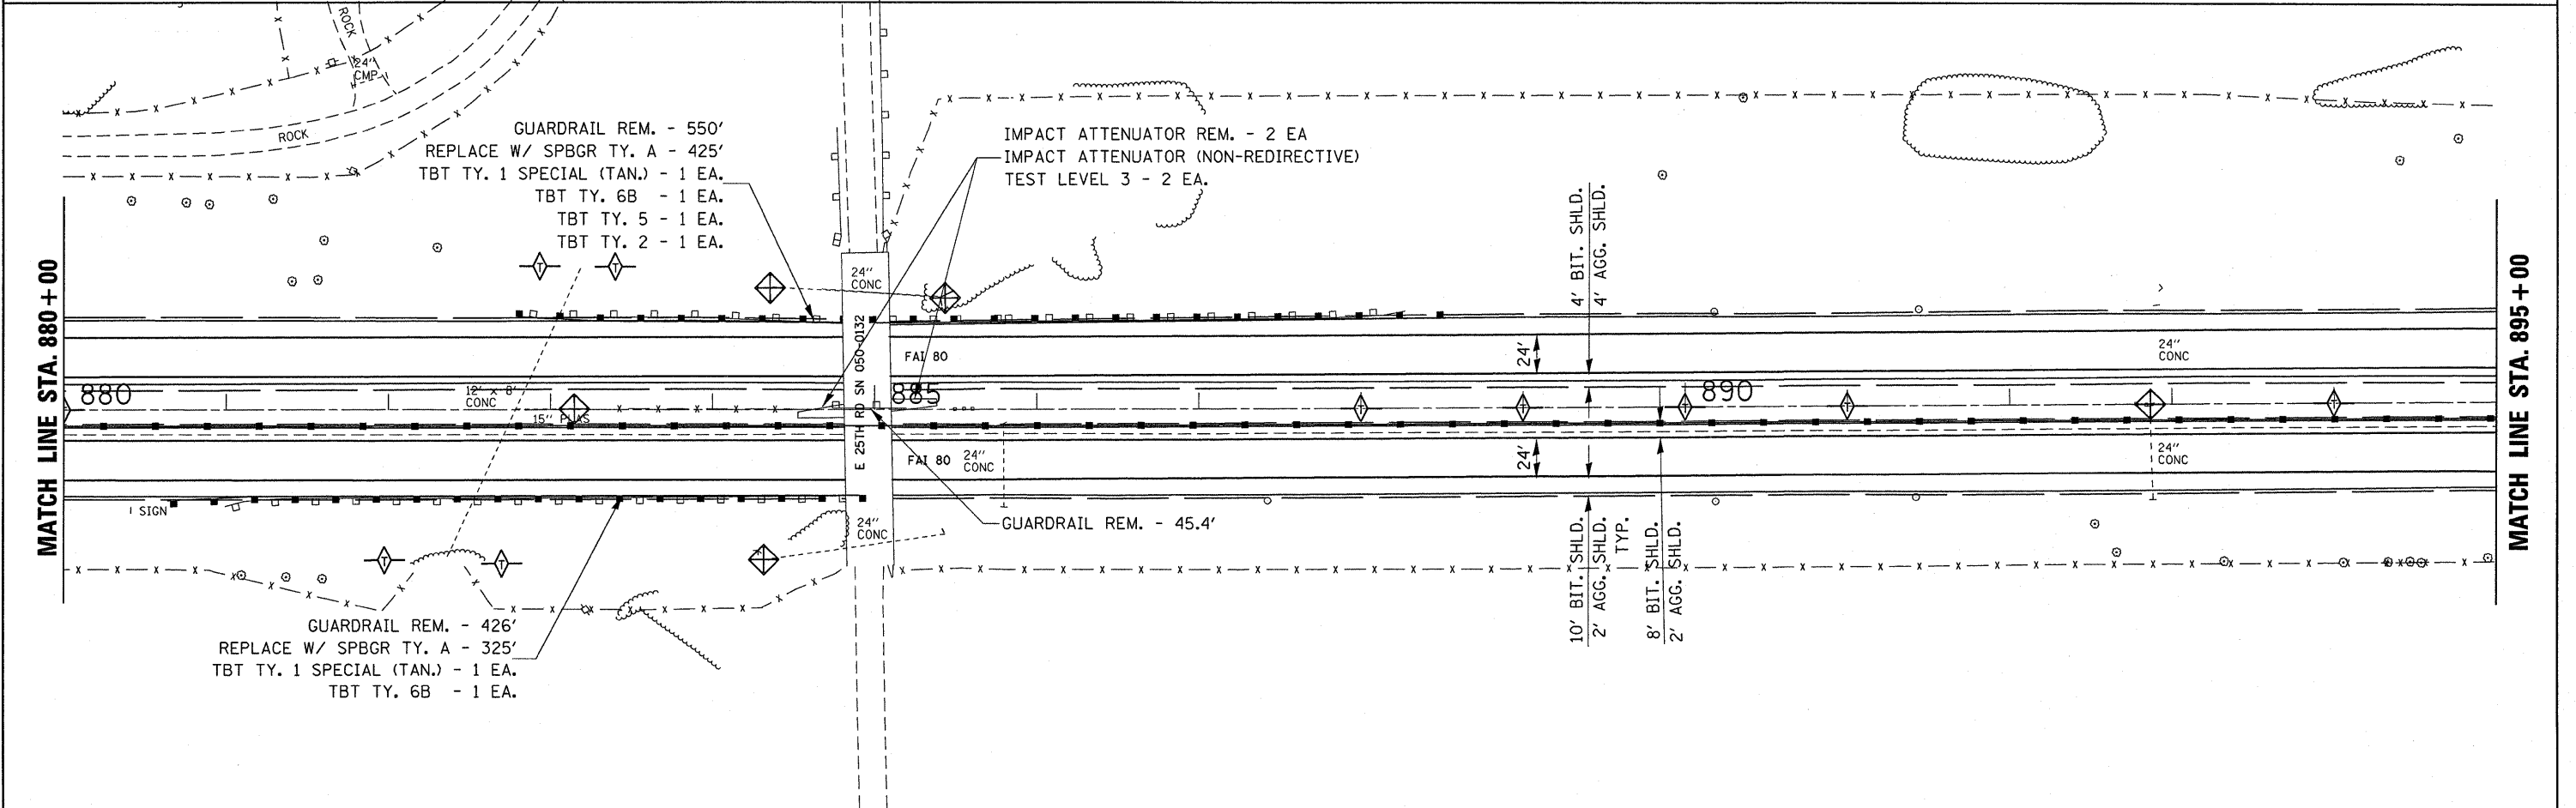 ROCK
24" CMP
ROCK
GUARDRAIL REM. - 550'
REPLACE W/ SPBGR TY. A - 425'
TBT TY. 1 SPECIAL (TAN.) - 1 EA.
TBT TY. 6B - 1 EA.
TBT TY. 5 - 1 EA.
TBT TY. 2 - 1 EA.
IMPACT ATTENUATOR REM. - 2 EA
IMPACT ATTENUATOR (NON-REDIRECTIVE)
TEST LEVEL 3 - 2 EA.
4' BIT. SHLD.
4' AGG. SHLD.
MATCH LINE STA. 880+00
MATCH LINE STA. 895+00
T
T
24"
CONC
E 25TH RD SN 050-0132
FAI 80
24'
24"
CONC
880
12' x 8'
CONC
15" PLAS
885
890
T
T
T
T
T
FAI 80
24"
CONC
24'
24"
CONC
SIGN
24"
CONC
GUARDRAIL REM. - 45.4'
10' BIT. SHLD.
2' AGG. SHLD.
TYP.
8' BIT. SHLD.
2' AGG. SHLD.
T
T
GUARDRAIL REM. - 426'
REPLACE W/ SPBGR TY. A - 325'
TBT TY. 1 SPECIAL (TAN.) - 1 EA.
TBT TY. 6B - 1 EA.